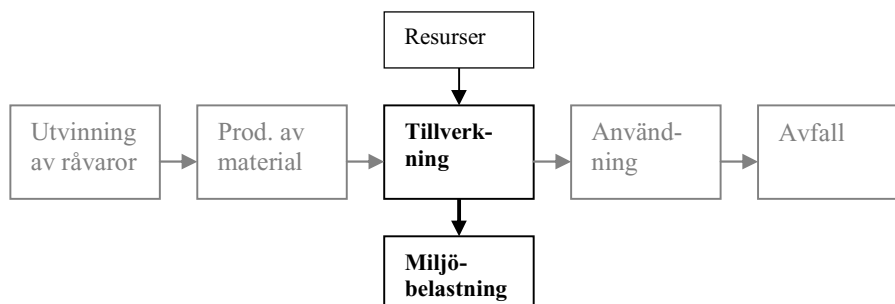 Resurser
Utvinning
av råvaror
Prod. av
material
Tillverk-
ning
Använd-
ning
Avfall
Miljö-
belastning